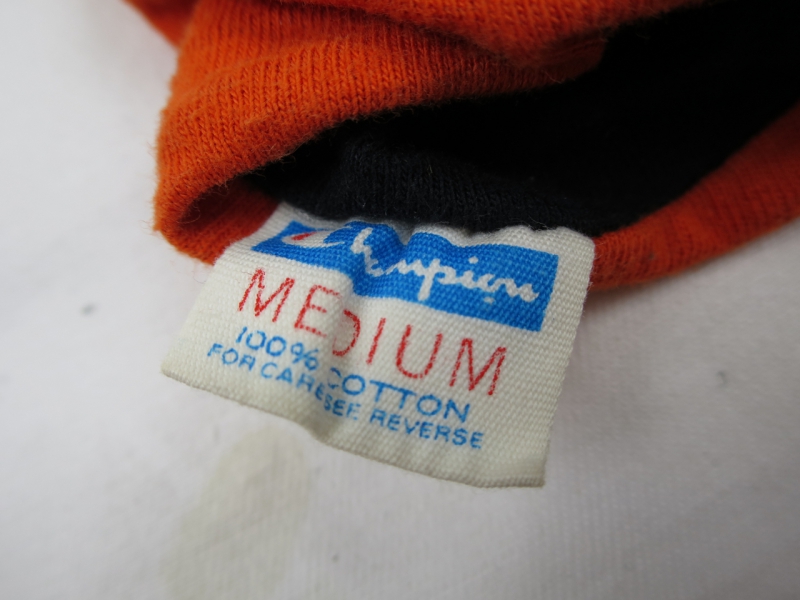 Champion
MEDIUM
100% COTTON
FOR CARE SEE REVERSE